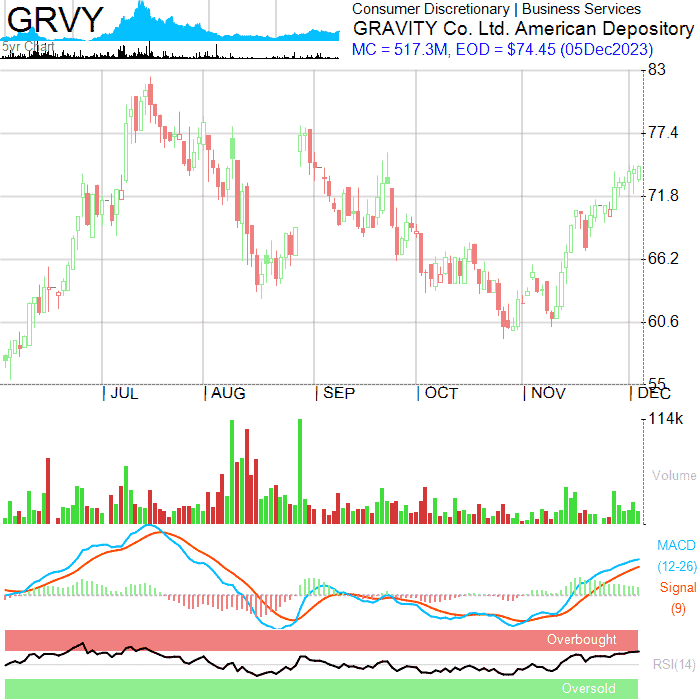 GRVY
5yr Chart
Consumer Discretionary | Business Services
GRAVITY Co. Ltd. American Depository
MC = 517.3M, EOD = $74.45 (05Dec2023)
83
77.4
71.8
66.2
60.6
55
| JUL | AUG | SEP | OCT | NOV | DEC
114k
Volume
MACD
(12-26)
Signal
(9)
Overbought
RSI(14)
Oversold